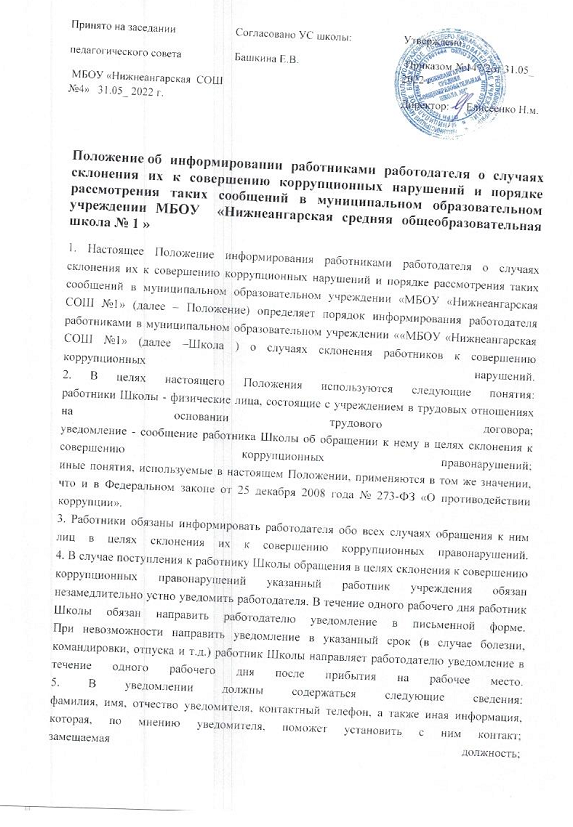 Принято на заседании
педагогического совета
МБОУ «Нижнеангарская СОШ
№4» 31.05_ 2022 г.
Согласовано УС школы:
Башкина Е.В.
Утверждено
Приказом 31.05_
Директор: Елисеенко Н.м.
Положение об информировании работниками работодателя о случаях
склонения их к совершению коррупционных нарушений и порядке
рассмотрения таких сообщений в муниципальном образовательном
учреждении МБОУ «Нижнеангарская средняя общеобразовательная
школа № 1 »
1. Настоящее Положение информирования работниками работодателя о случаях
склонения их к совершению коррупционных нарушений и порядке рассмотрения таких
сообщений в муниципальном образовательном учреждении «МБОУ «Нижнеангарская
СОШ №1» (далее – Положение) определяет порядок информирования работодателя
работниками в муниципальном образовательном учреждении ««МБОУ «Нижнеангарская
СОШ №1» (далее –Школа ) о случаях склонения работников к совершению
коррупционных нарушений.
2. В целях настоящего Положения используются следующие понятия:
работники Школы - физические лица, состоящие с учреждением в трудовых отношениях
на основании трудового договора;
уведомление - сообщение работника Школы об обращении к нему в целях склонения к
совершению коррупционных правонарушений;
иные понятия, используемые в настоящем Положении, применяются в том же значении,
что и в Федеральном законе от 25 декабря 2008 года № 273-ФЗ «О противодействии
коррупции».
3. Работники обязаны информировать работодателя обо всех случаях обращения к ним
лиц в целях склонения их к совершению коррупционных правонарушений.
4. В случае поступления к работнику Школы обращения в целях склонения к совершению
коррупционных правонарушений указанный работник учреждения обязан
незамедлительно устно уведомить работодателя. В течение одного рабочего дня работник
Школы обязан направить работодателю уведомление в письменной форме.
При невозможности направить уведомление в указанный срок (в случае болезни,
командировки, отпуска и т.д.) работник Школы направляет работодателю уведомление в
течение одного рабочего дня после прибытия на рабочее место.
5. В уведомлении должны содержаться следующие сведения:
фамилия, имя, отчество уведомителя, контактный телефон, а также иная информация,
которая, по мнению уведомителя, поможет установить с ним контакт;
замещаемая должность;